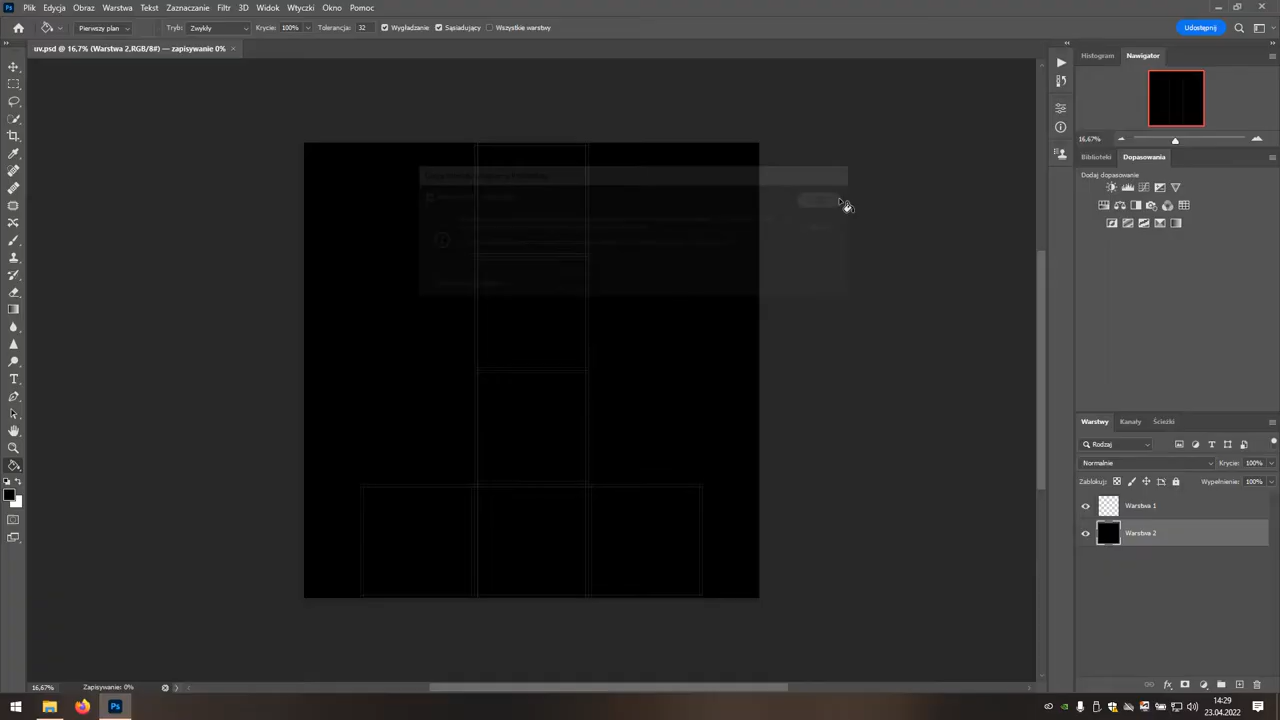 Plik Edycja Obraz Warstwa Tekst Zaznaczanie Filtr 3D Widok Wtyczki Okno Pomoc
Pierwszy plan Tryb: Zwykły Krycie: 100% Tolerancja: 32 Wygładzanie Sąsiadujący Wszystkie warstwy Udostępnij
uv.psd @ 16,7% (Warstwa 2,RGB/8#) — zapisywanie 0% ×
Histogram Nawigator
16,67%
Biblioteki Dopasowania
Dodaj dopasowanie
Warstwy Kanały Ścieżki
Rodzaj
Normalnie Krycie: 100%
Zablokuj: Wypełnienie: 100%
Warstwa 1
Warstwa 2
16,67% Zapisywanie: 0%
Ps
14:29
23.04.2022